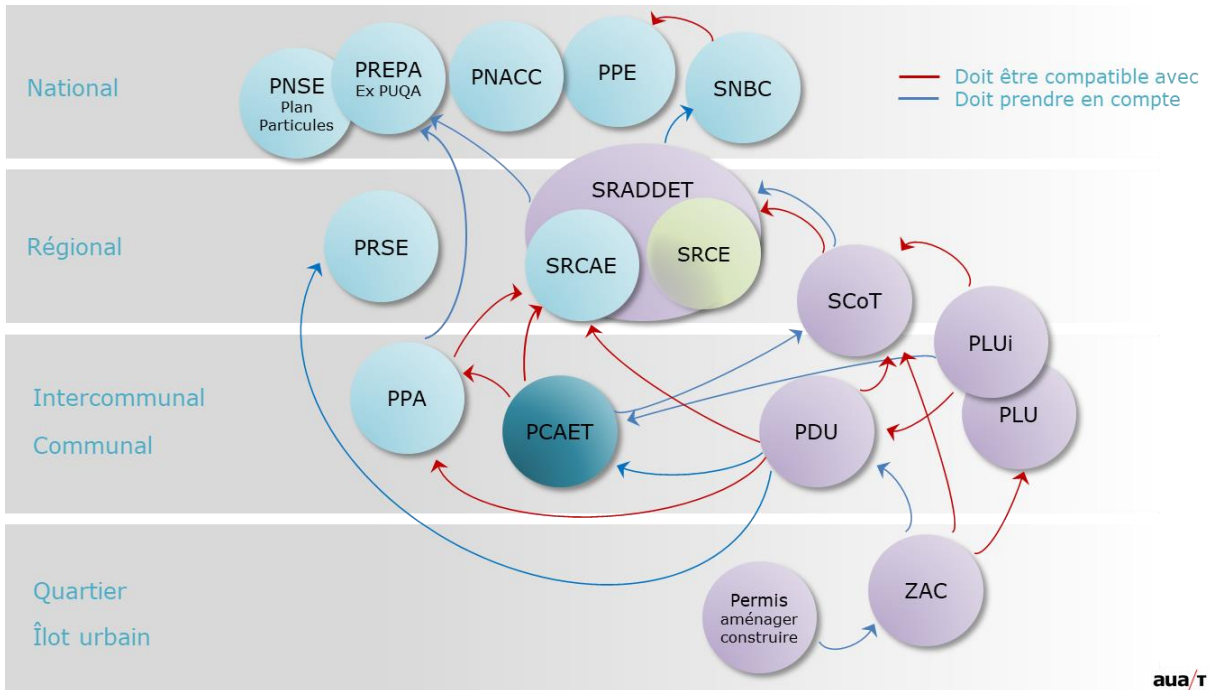 National
PNSE
Plan
Particules
PREPA
Ex PUQA
PNACC
PPE
SNBC
Doit être compatible avec
Doit prendre en compte
Régional
PRSE
SRADDET
SRCAE
SRCE
SCoT
Intercommunal
Communal
PPA
PCAET
PDU
PLUi
PLU
Quartier
Îlot urbain
Permis
aménager
construire
ZAC
aua/T